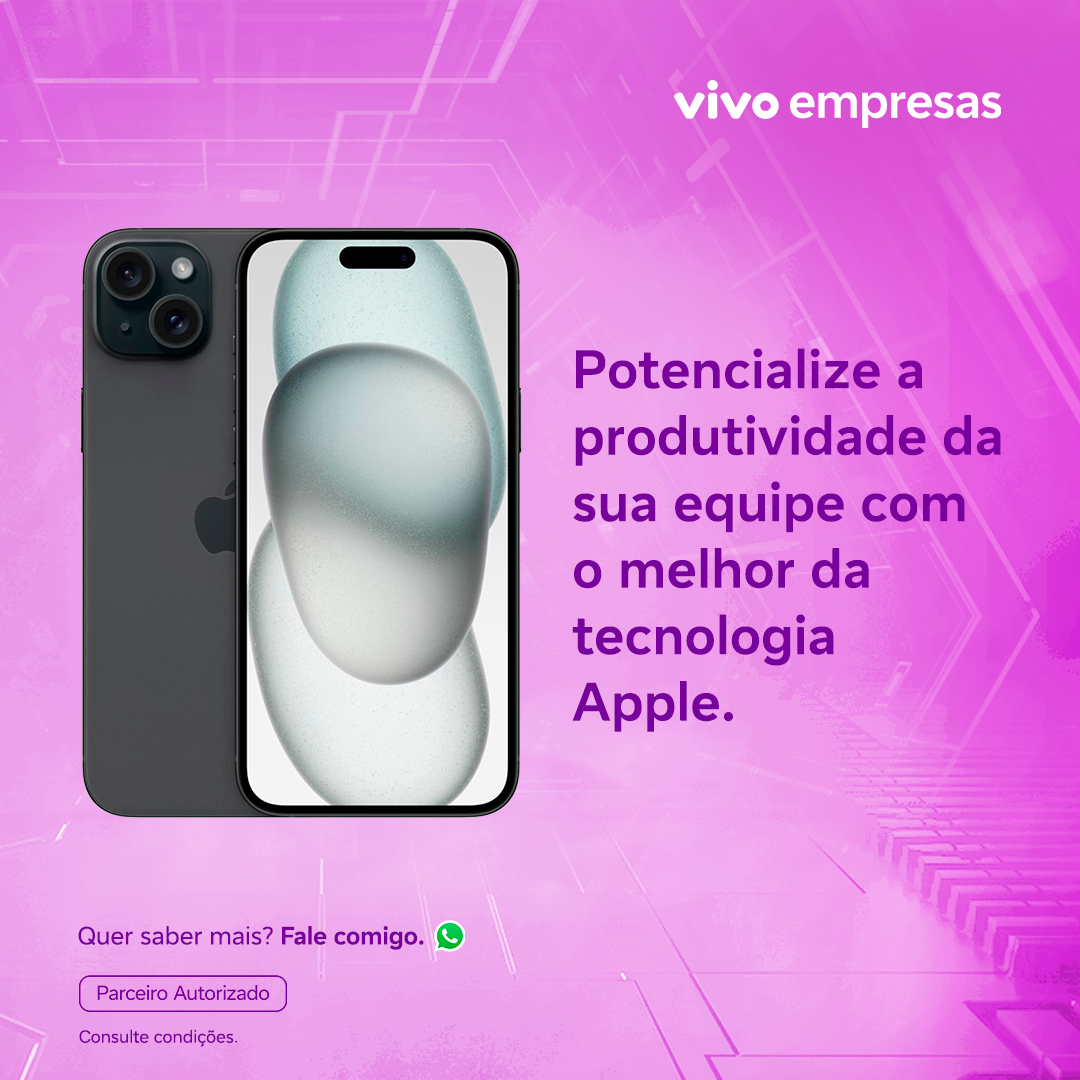 vivo empresas
Potencialize a
produtividade da
sua equipe com
o melhor da
tecnologia
Apple.
Quer saber mais? Fale comigo.
Parceiro Autorizado
Consulte condições.